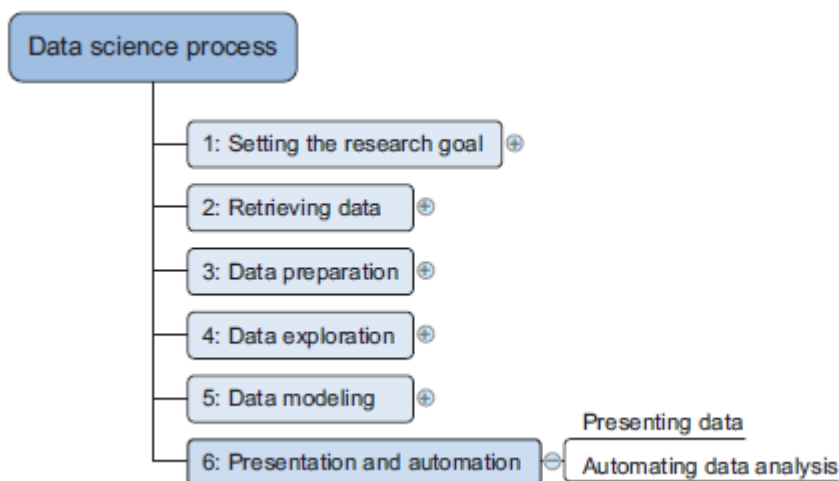 Data science process
1: Setting the research goal
2: Retrieving data
3: Data preparation
4: Data exploration
5: Data modeling
6: Presentation and automation
Presenting data
Automating data analysis